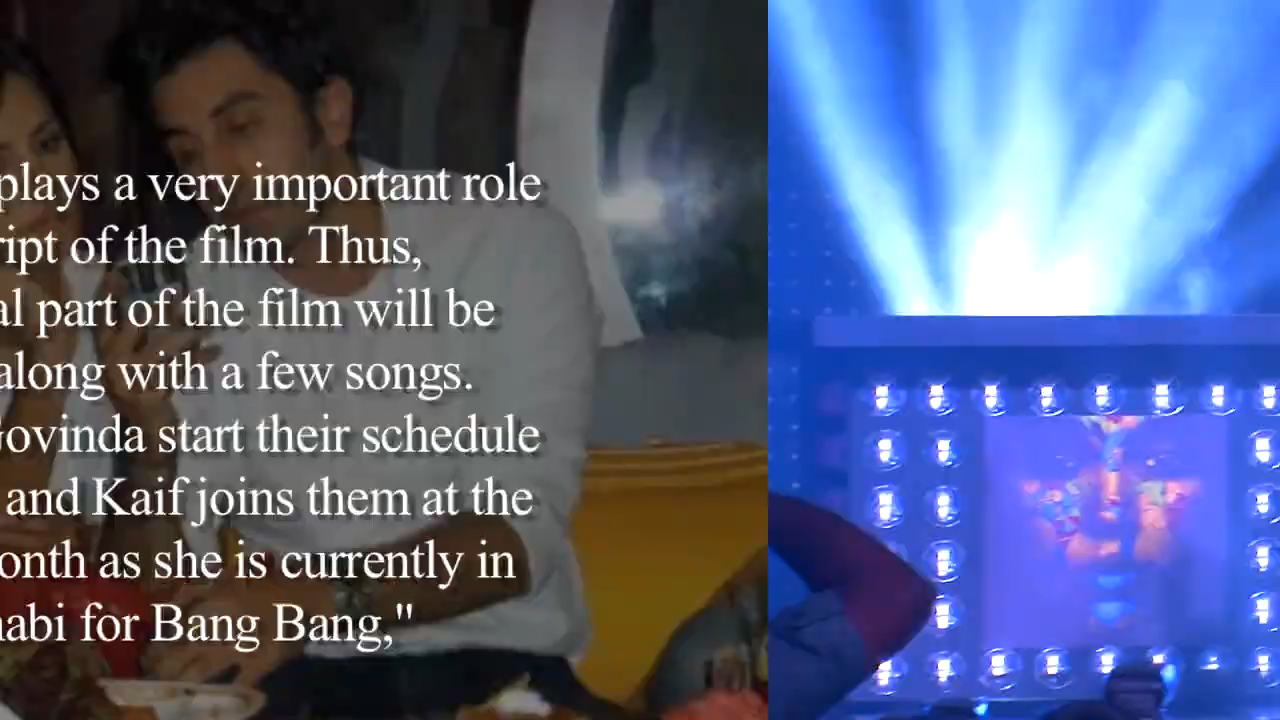 plays a very important role
ript of the film. Thus,
al part of the film will be
along with a few songs.
Govinda start their schedule
and Kaif joins them at the
onth as she is currently in
habi for Bang Bang,"